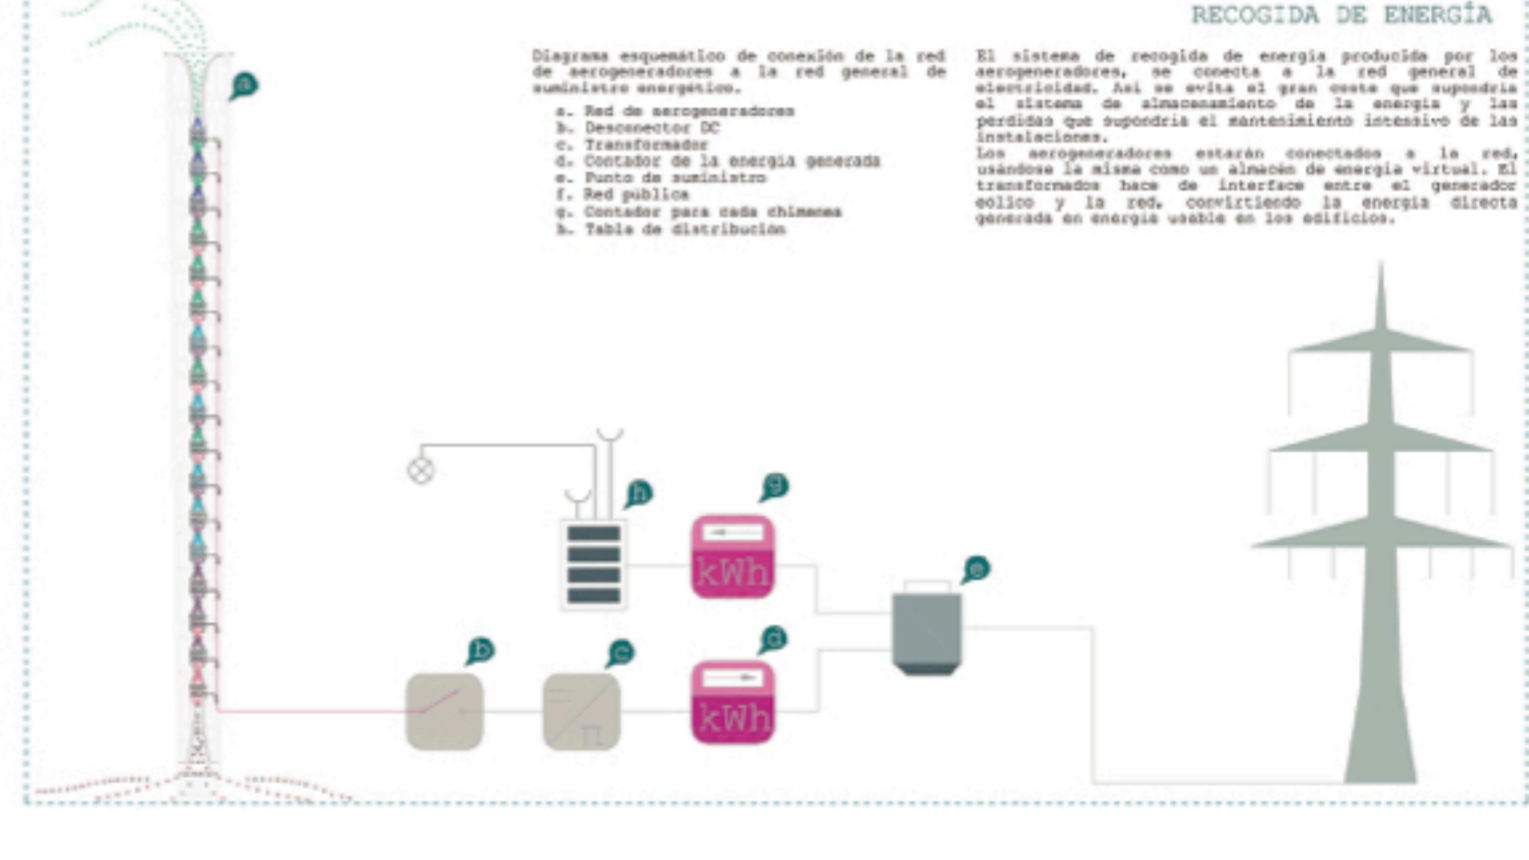 RECOGIDA DE ENERGÍA
Diagrama esquemático de conexión de la red
de aerogeneradores a la red general de
suministro energético.
a. Red de aerogeneradores
b. Desconector DC
c. Transformador
d. Contador de la energía generada
e. Punto de suministro
f. Red pública
g. Contador para cada chimenea
h. Tabla de distribución
El sistema de recogida de energía producida por los
aerogeneradores, se conecta a la red general de
electricidad. Así se evita el gran coste que supondría
el sistema de almacenamiento de la energía y las
perdidas que supondría el mantenimiento intensivo de las
instalaciones.
Los aerogeneradores estarán conectados a la red,
usándose la misma como un almacén de energía virtual. El
transformados hace de interface entre el generador
eólico y la red, convirtiendo la energía directa
generada en energía usable en los edificios.
a
h
g
kWh
e
b
c
d
kWh